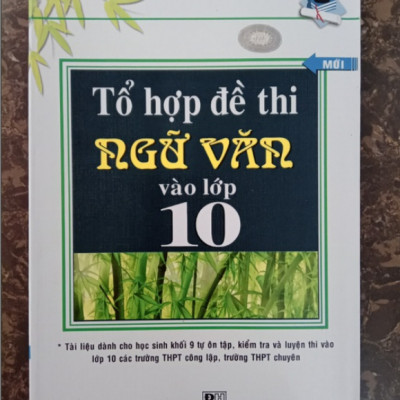 MỚI
Tổ hợp đề thi
NGỮ VĂN
vào lớp
10
* Tài liệu dành cho học sinh khối 9 tự ôn tập, kiểm tra và luyện thi vào
lớp 10 các trường THPT công lập, trường THPT chuyên